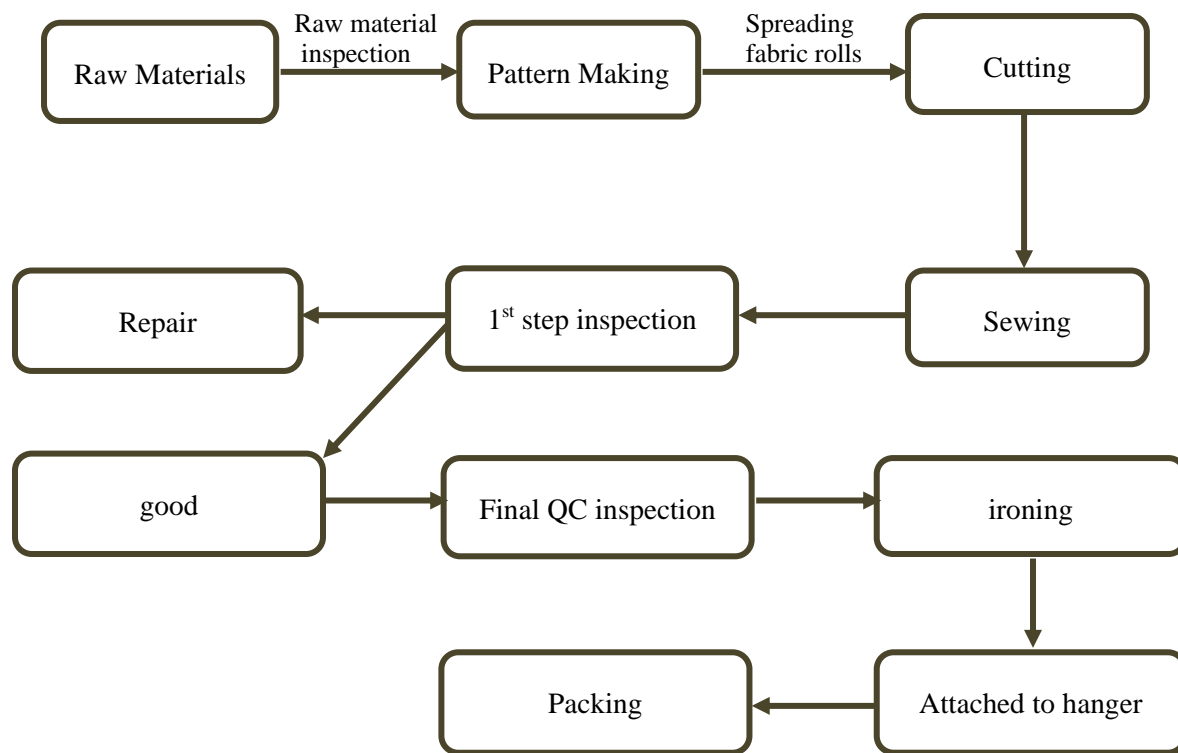 Raw Materials
Raw material
inspection
Pattern Making
Spreading
fabric rolls
Cutting
Repair
1st step inspection
Sewing
good
Final QC inspection
ironing
Packing
Attached to hanger